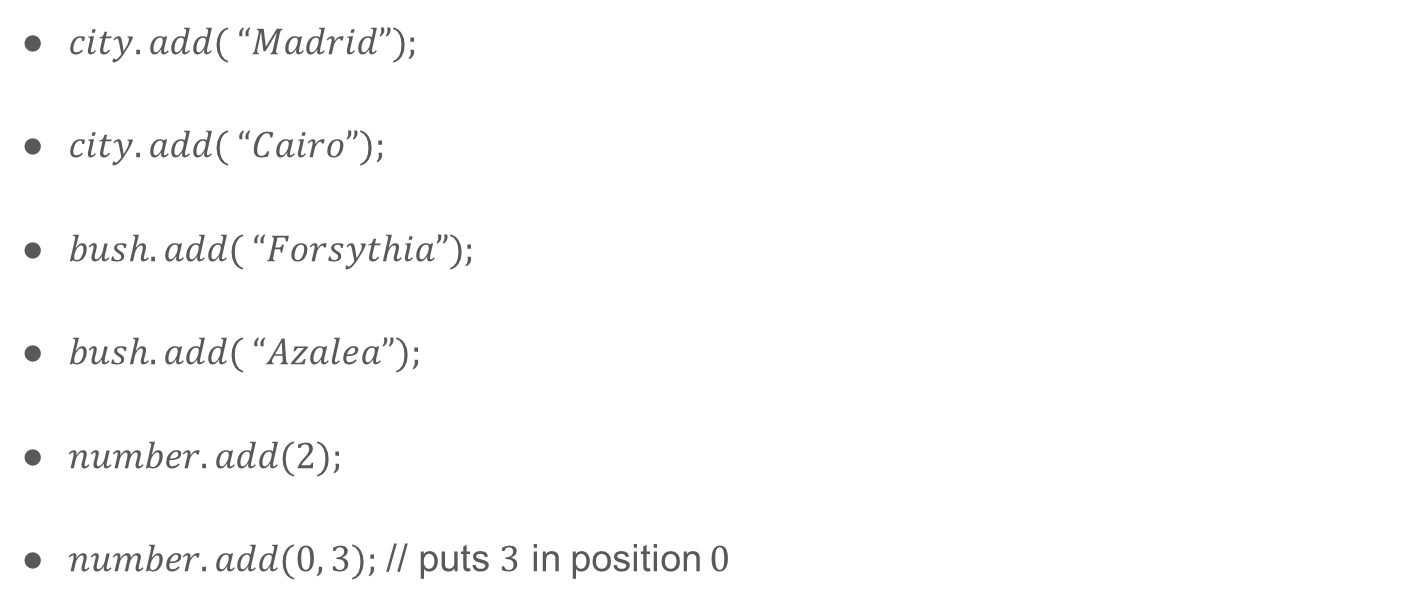 ● city.add( “Madrid”);
● city.add( “Cairo”);
● bush.add( “Forsythia”);
● bush.add( “Azalea”);
● number.add(2);
● number.add(0, 3); // puts 3 in position 0